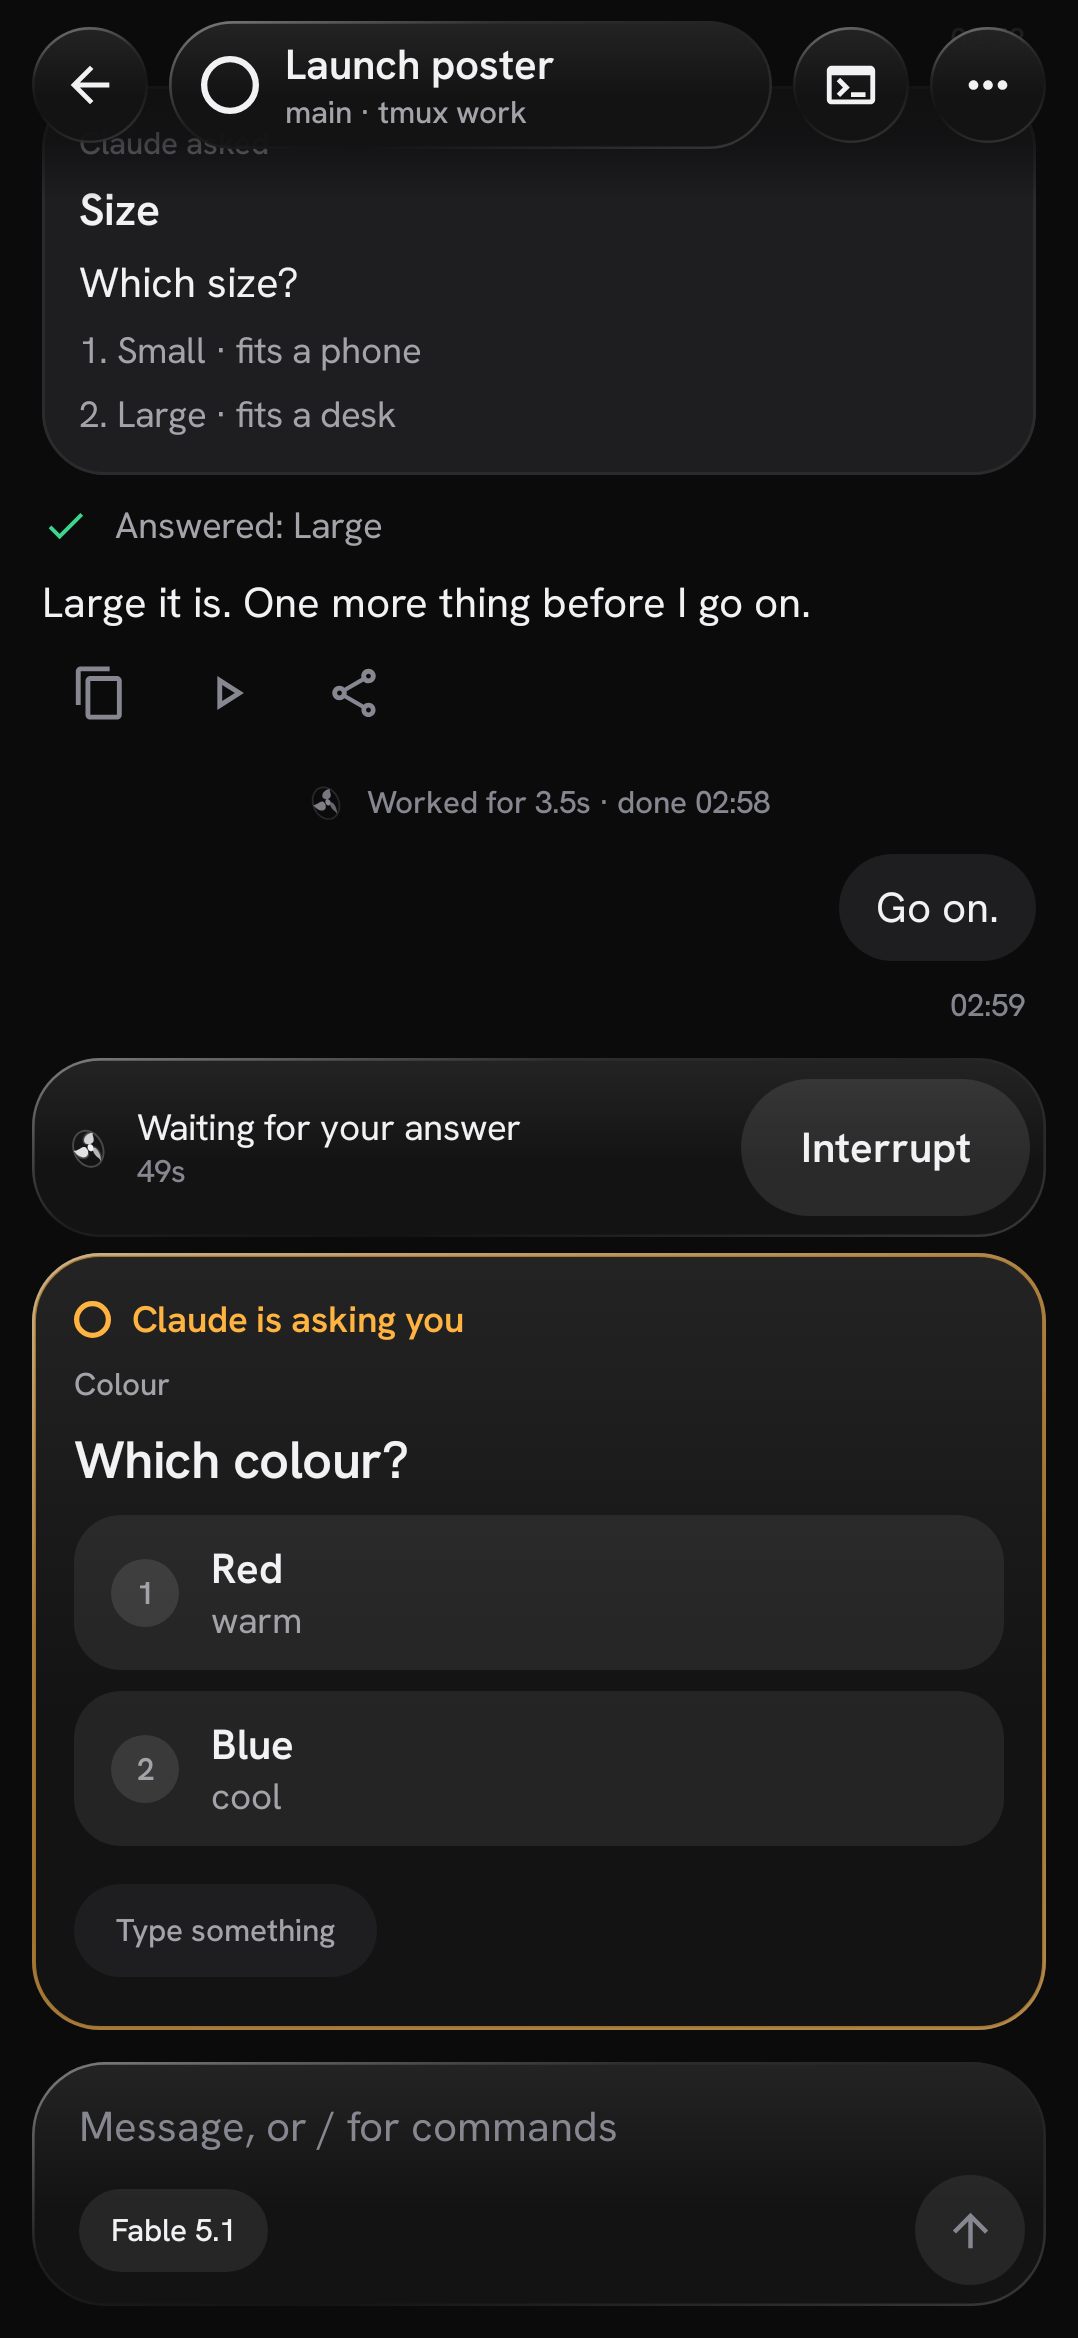 Launch poster
main · tmux work
Claude asked
Size
Which size?
1. Small · fits a phone
2. Large · fits a desk
Answered: Large
Large it is. One more thing before I go on.
Worked for 3.5s · done 02:58
Go on.
02:59
Waiting for your answer
49s
Interrupt
Claude is asking you
Colour
Which colour?
1
Red
warm
2
Blue
cool
Type something
Message, or / for commands
Fable 5.1